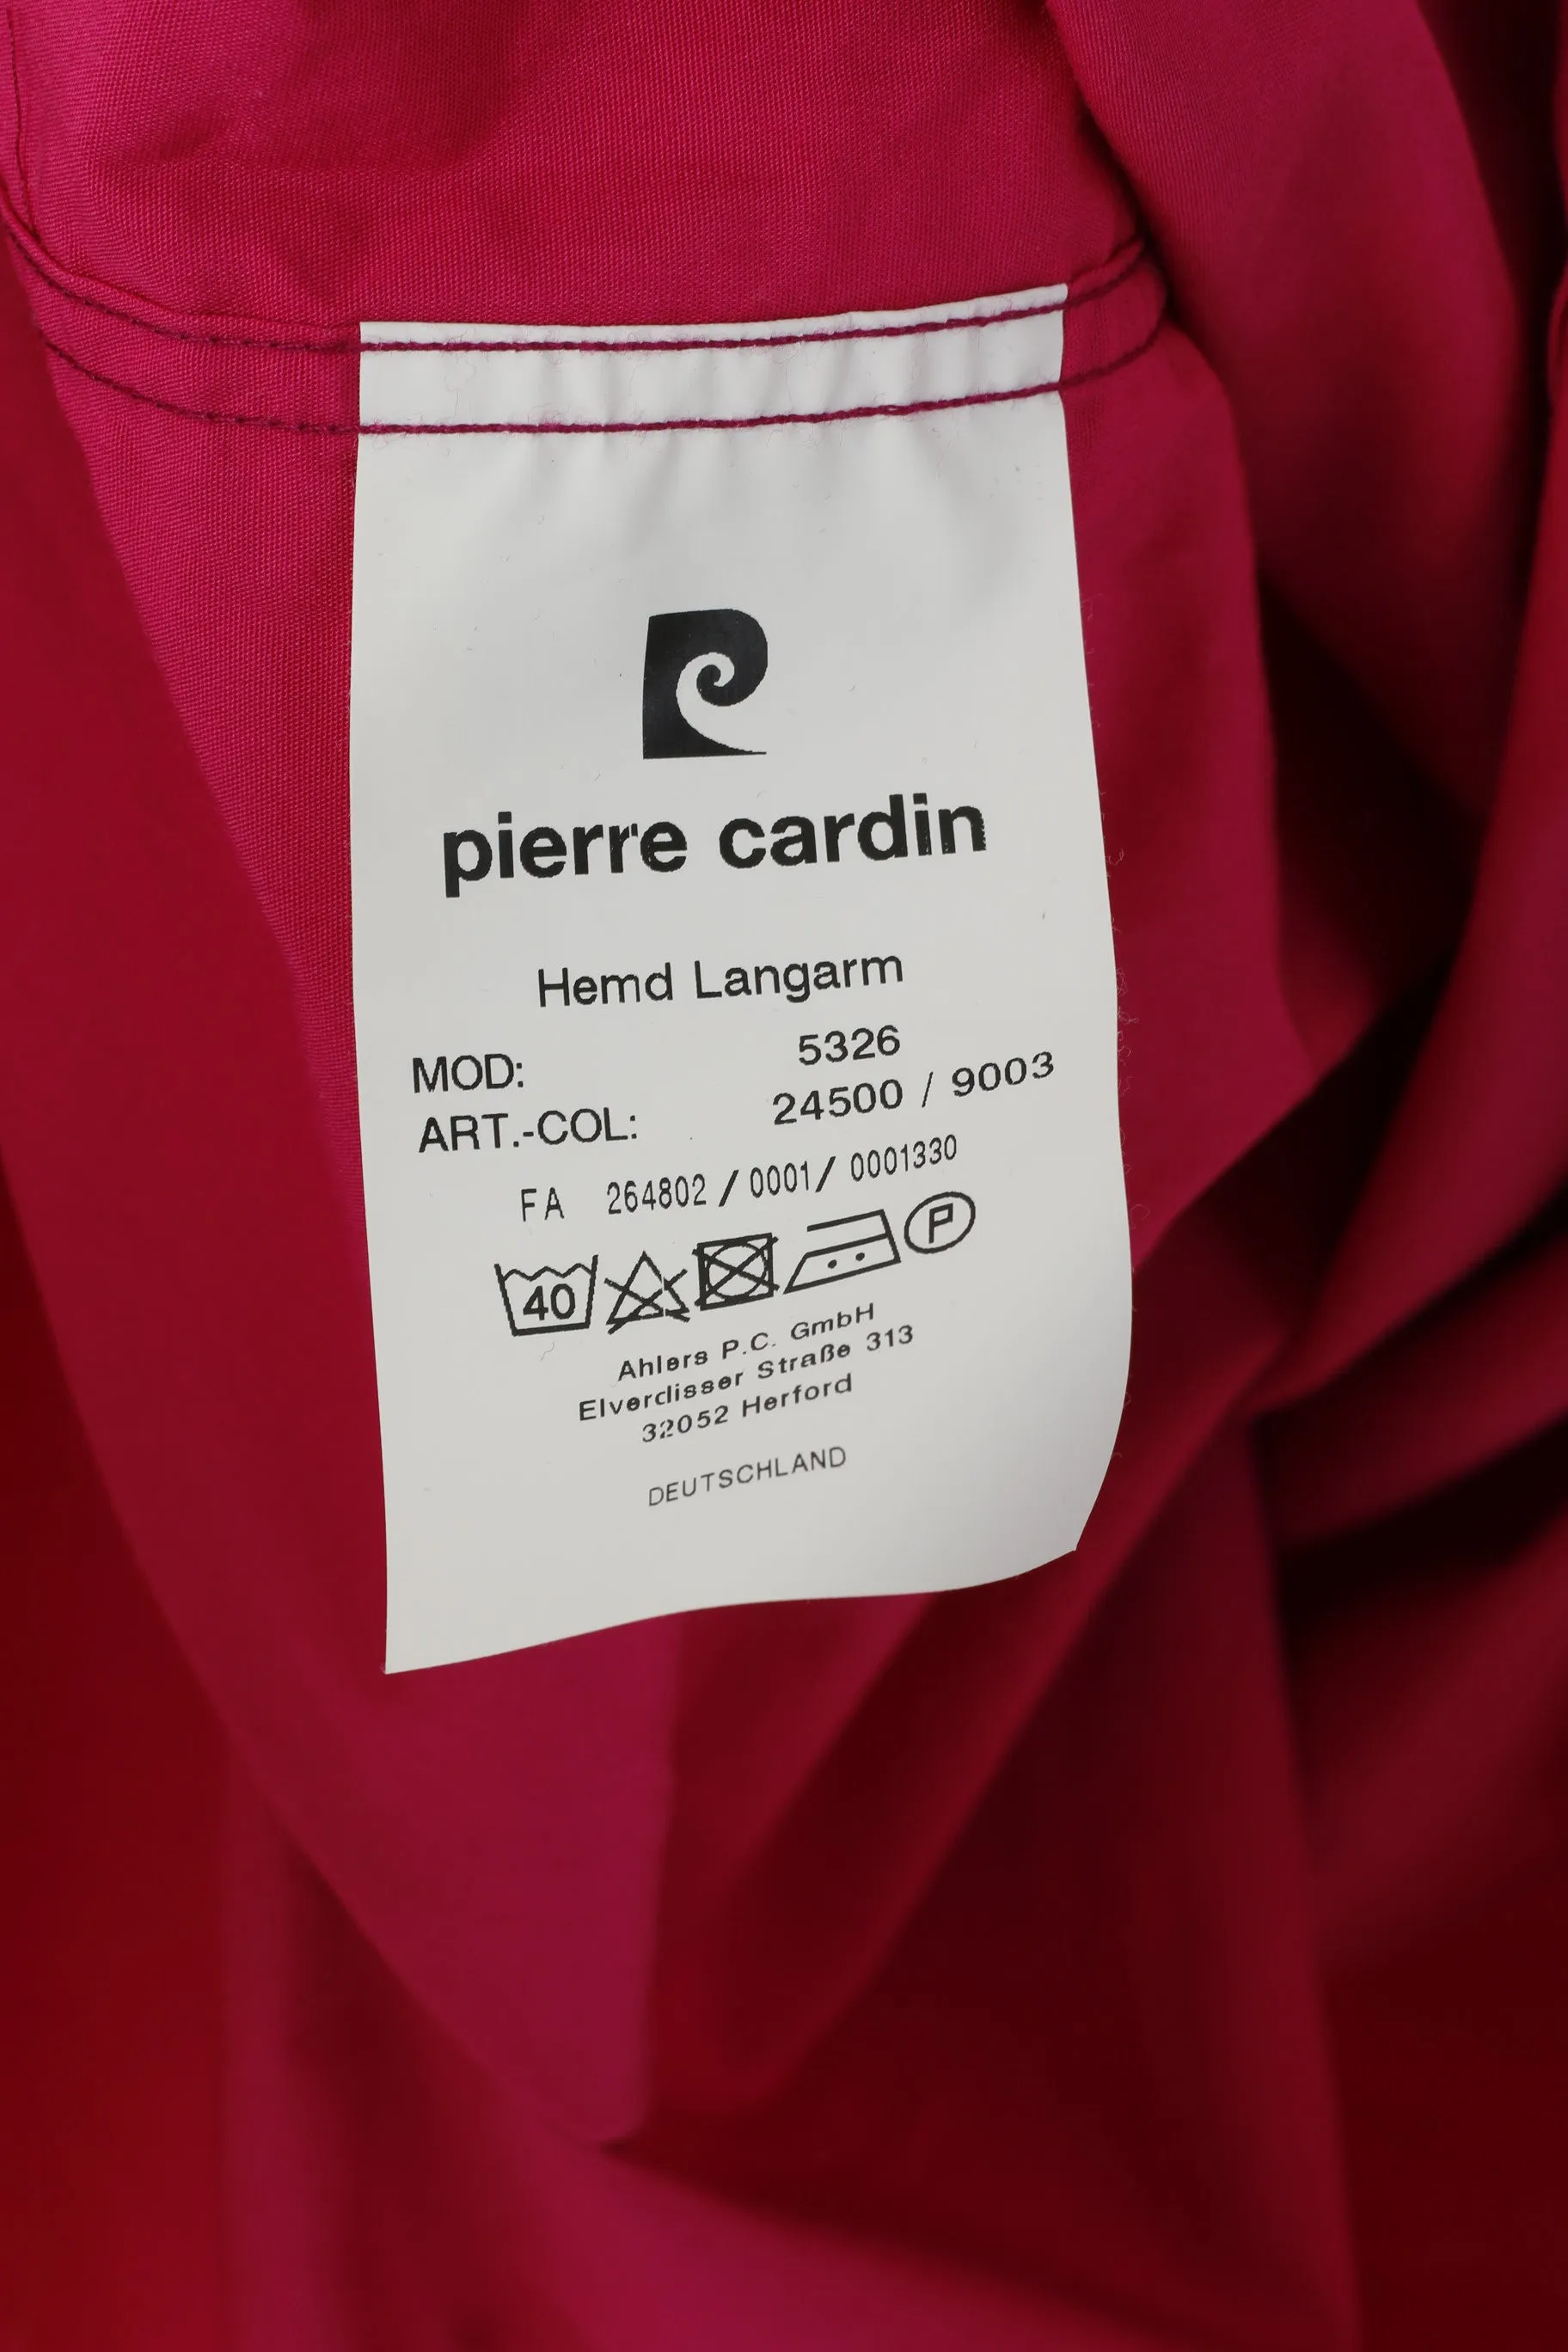 pierre cardin
Hemd Langarm
MOD: 5326
ART.-COL: 24500 / 9003
FA 264802 / 0001 / 0001330
40 P
Ahlers P.C. GmbH
Elverdisser Straße 313
32052 Herford
DEUTSCHLAND